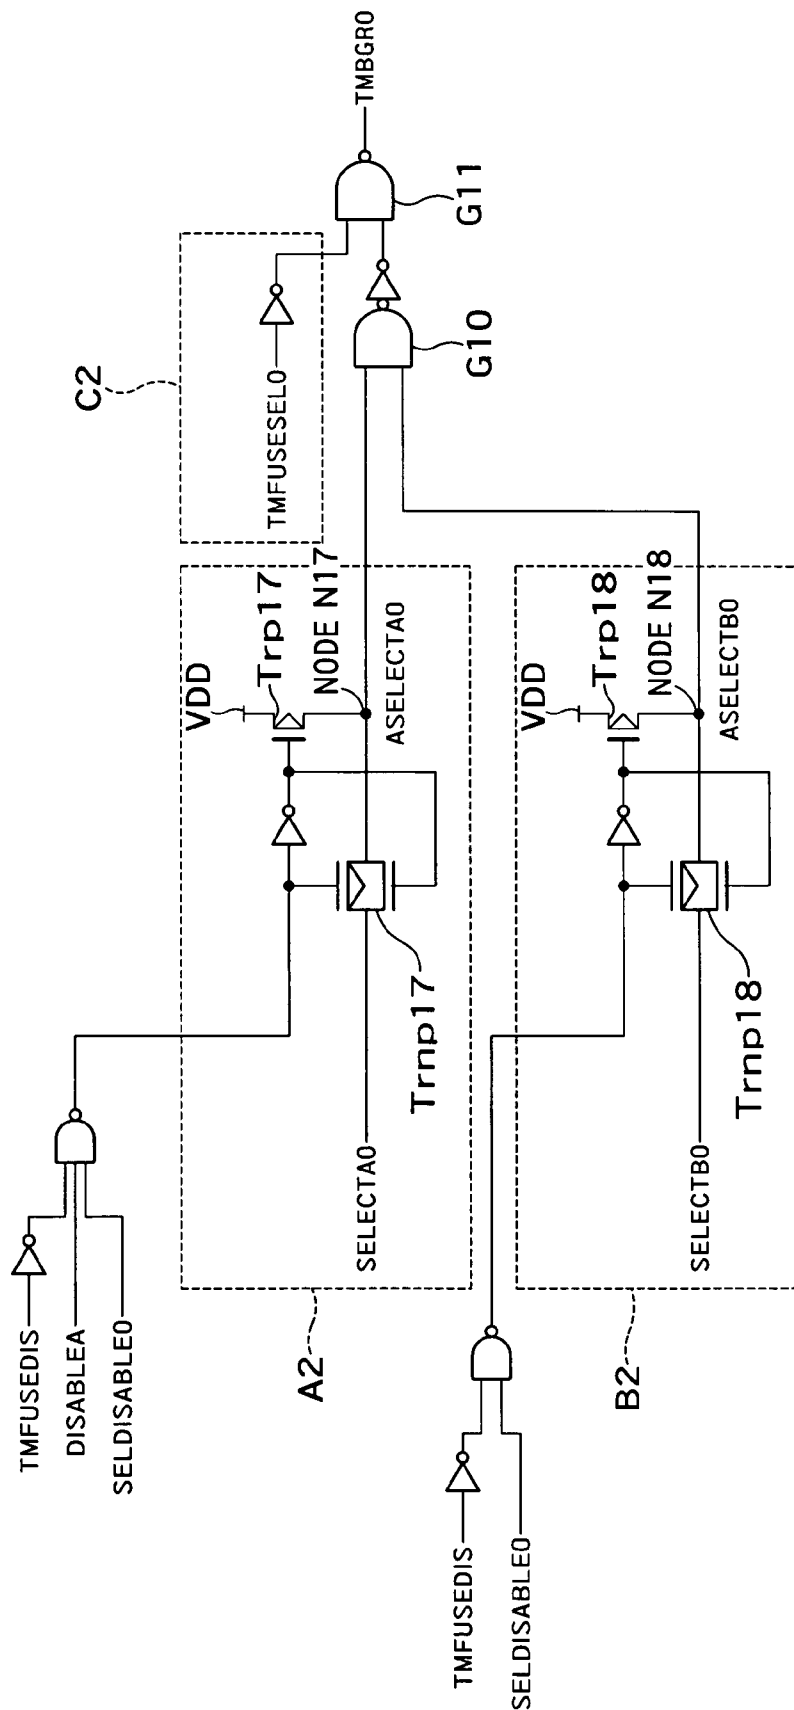 TMFUSEDIS
DISABLEA
SELDISABLE0
A2
SELECTA0
Trnp17
VDD
Trp17
NODE N17
ASELECTA0
C2
TMFUSESEL0
G10
G11
TMBGR0
TMFUSEDIS
SELDISABLE0
B2
SELECTB0
Trnp18
VDD
Trp18
NODE N18
ASELECTB0